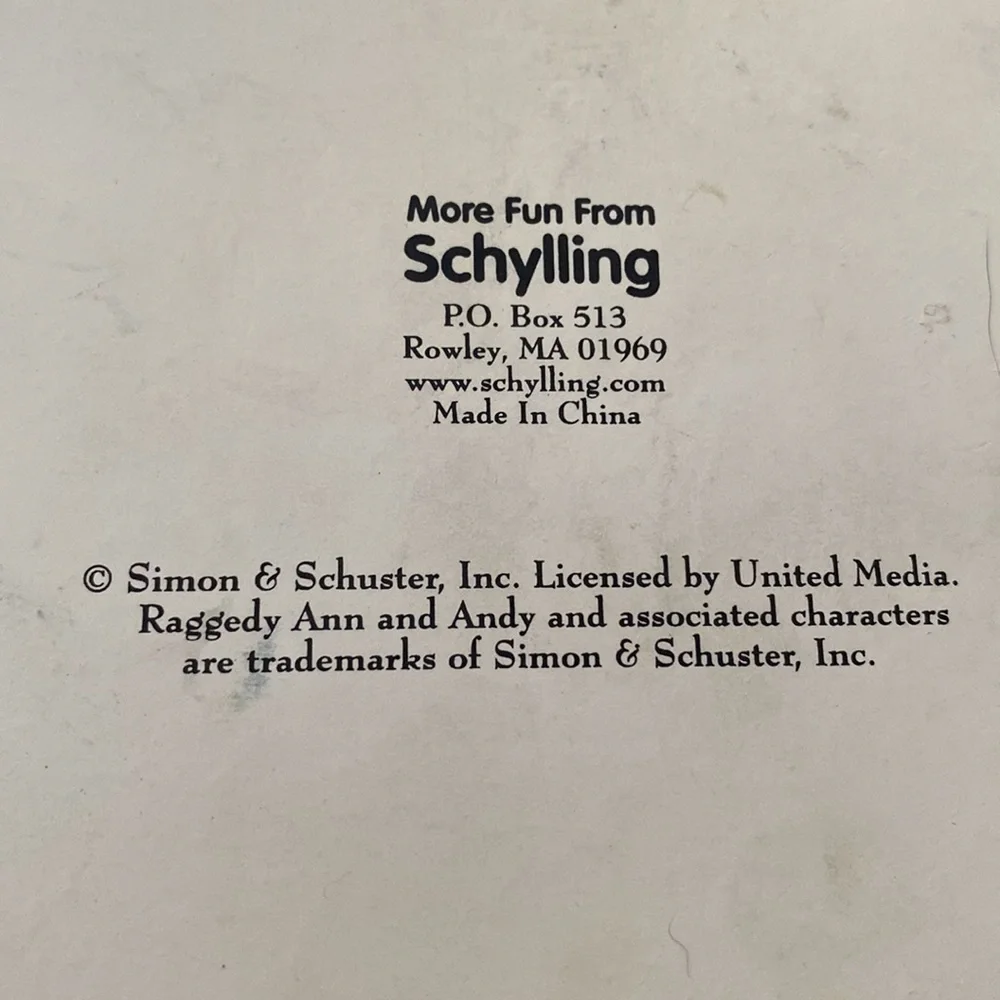 More Fun From
Schylling
P.O. Box 513
Rowley, MA 01969
www.schylling.com
Made In China
© Simon & Schuster, Inc. Licensed by United Media.
Raggedy Ann and Andy and associated characters
are trademarks of Simon & Schuster, Inc.